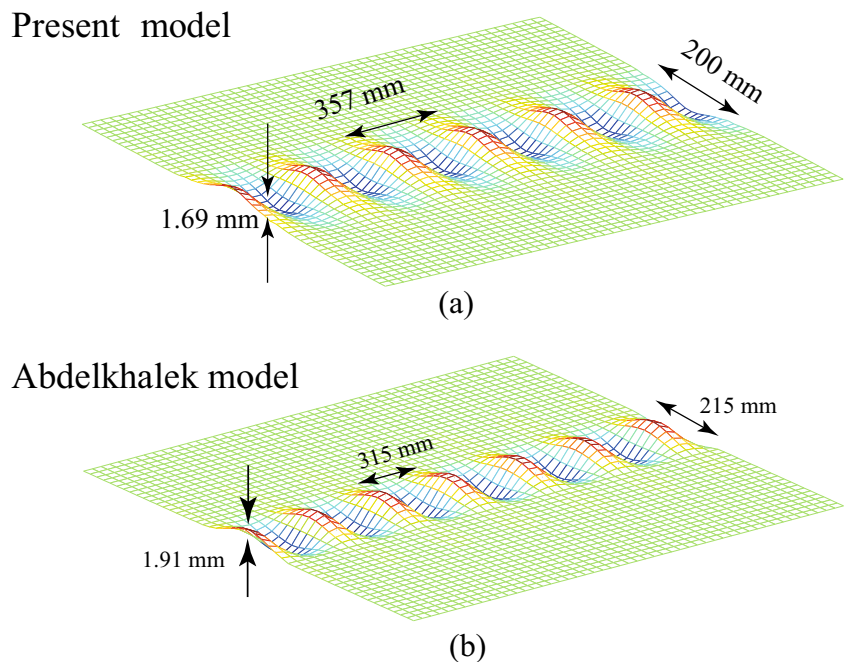 Present model
200 mm
357 mm
1.69 mm
(a)
Abdelkhalek model
215 mm
315 mm
1.91 mm
(b)